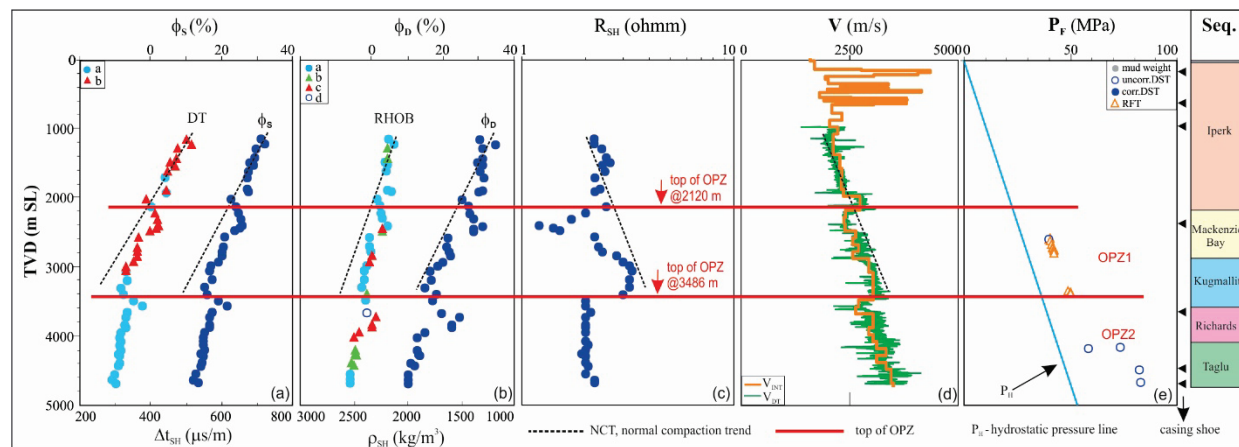 ϕS (%) ϕD (%) RSH (ohmm) V (m/s) PF (MPa) Seq.
0 40 0 40 1 10 2500 5000 0 50 100
0
1000
2000
3000
4000
5000
TVD (m SL)
a
b
DT
ϕS
(a)
a
b
c
d
RHOB
ϕD
(b)
(c)
top of OPZ
@2120 m
top of OPZ
@3486 m
VINT
VDT
(d)
mud weight
uncorr.DST
corr.DST
RFT
OPZ1
OPZ2
PH
(e)
Iperk
Mackenzie
Bay
Kugmallit
Richards
Taglu
200 400 600 800 3000 2500 2000 1500 1000
ΔtSH (μs/m) ρSH (kg/m³) NCT, normal compaction trend top of OPZ PH - hydrostatic pressure line casing shoe